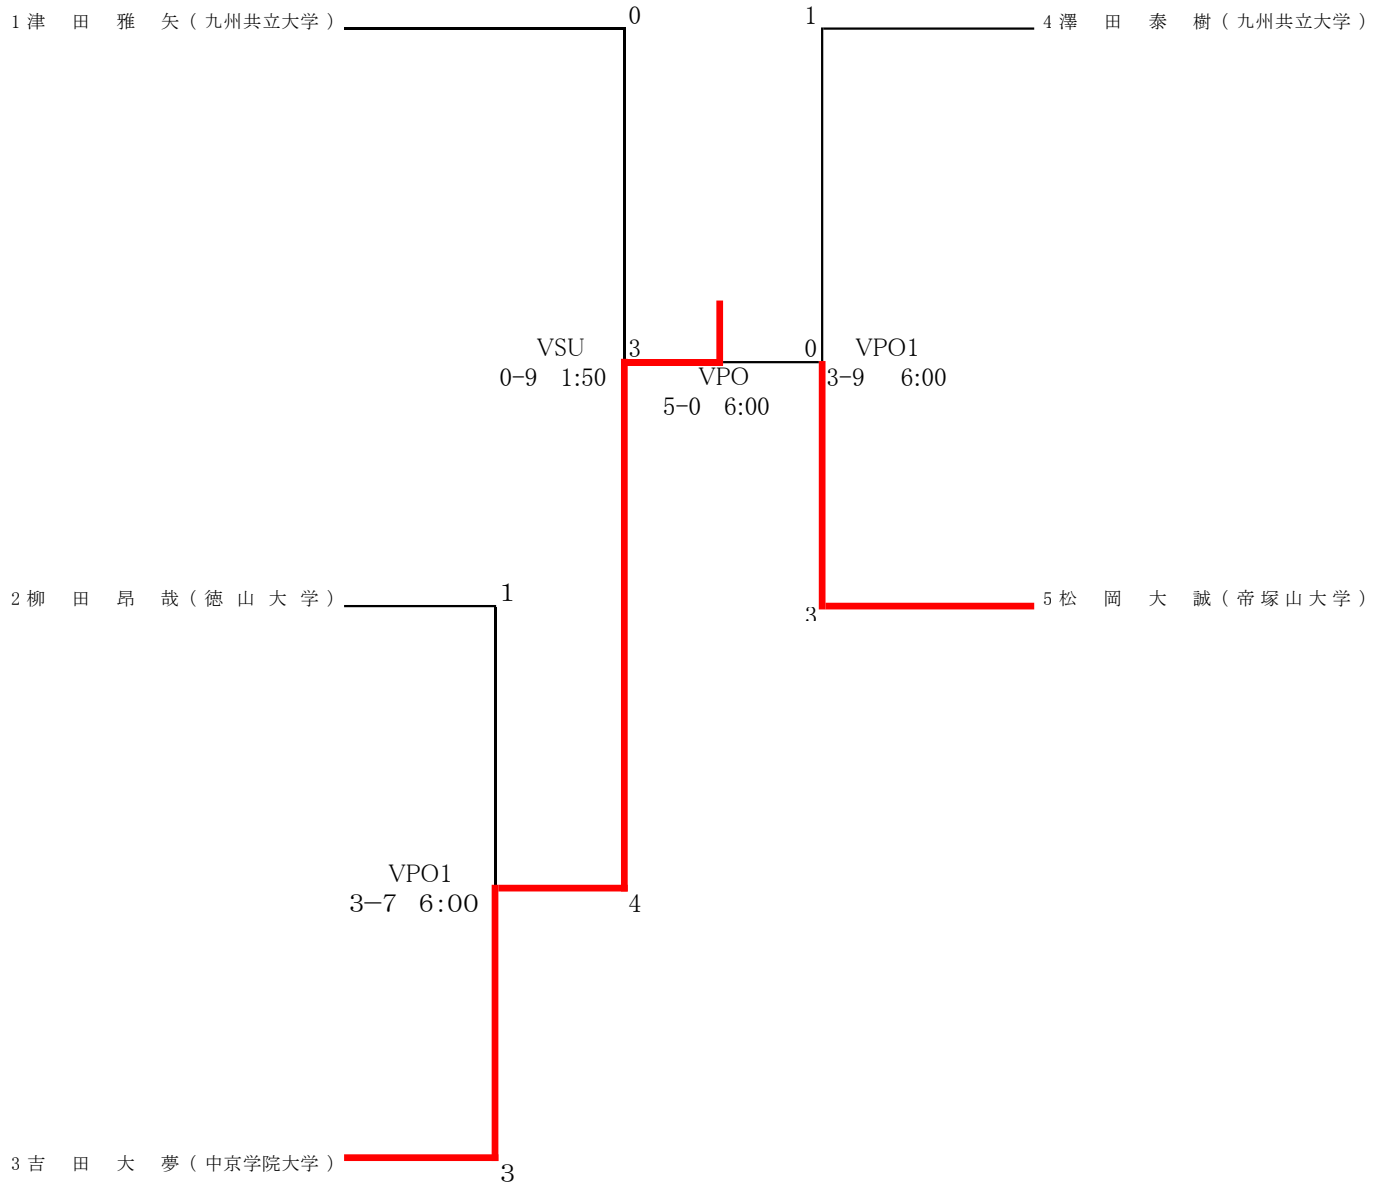 1 津 田 雅 矢 ( 九州共立大学 )
0
1
4 澤 田 泰 樹 ( 九州共立大学 )
VSU
3
0
VPO1
0-9 1:50
VPO
3-9 6:00
5-0 6:00
2 柳 田 昂 哉 ( 徳 山 大 学 )
1
5 松 岡 大 誠 ( 帝 塚 山 大 学 )
3
VPO1
3-7 6:00
4
3 吉 田 大 夢 ( 中京学院大学 )
3